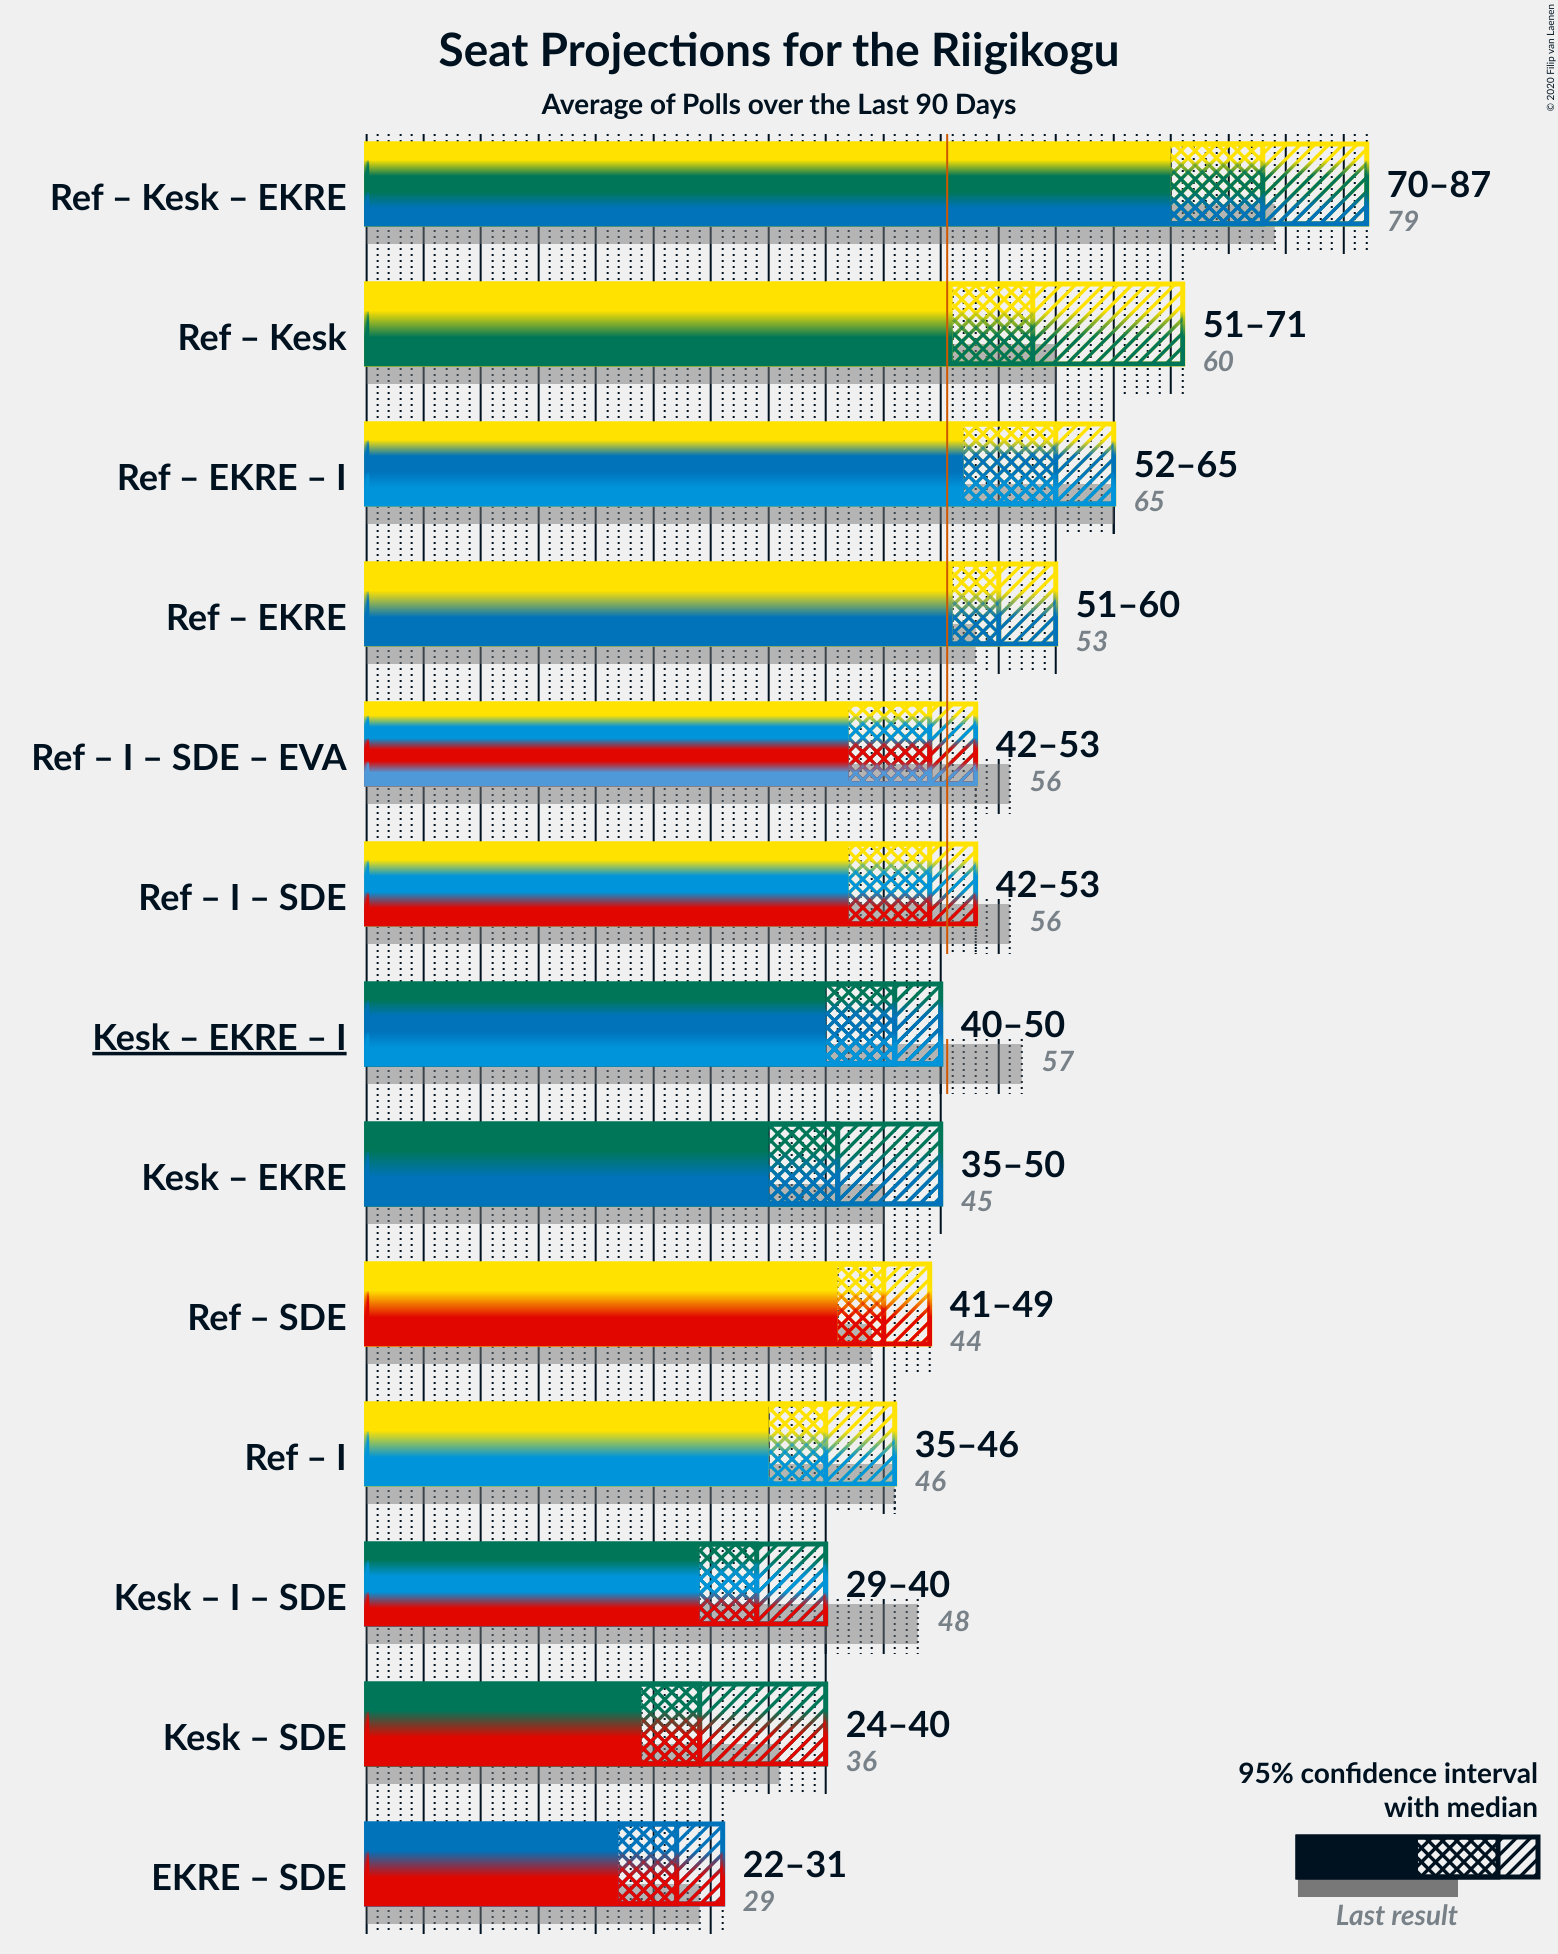 Seat Projections for the Riigikogu
Average of Polls over the Last 90 Days
© 2020 Filip van Laenen
Ref – Kesk – EKRE
70–87
79
Ref – Kesk
51–71
60
Ref – EKRE – I
52–65
65
Ref – EKRE
51–60
53
Ref – I – SDE – EVA
42–53
56
Ref – I – SDE
42–53
56
Kesk – EKRE – I
40–50
57
Kesk – EKRE
35–50
45
Ref – SDE
41–49
44
Ref – I
35–46
46
Kesk – I – SDE
29–40
48
Kesk – SDE
24–40
36
EKRE – SDE
22–31
29
95% confidence interval
with median
Last result